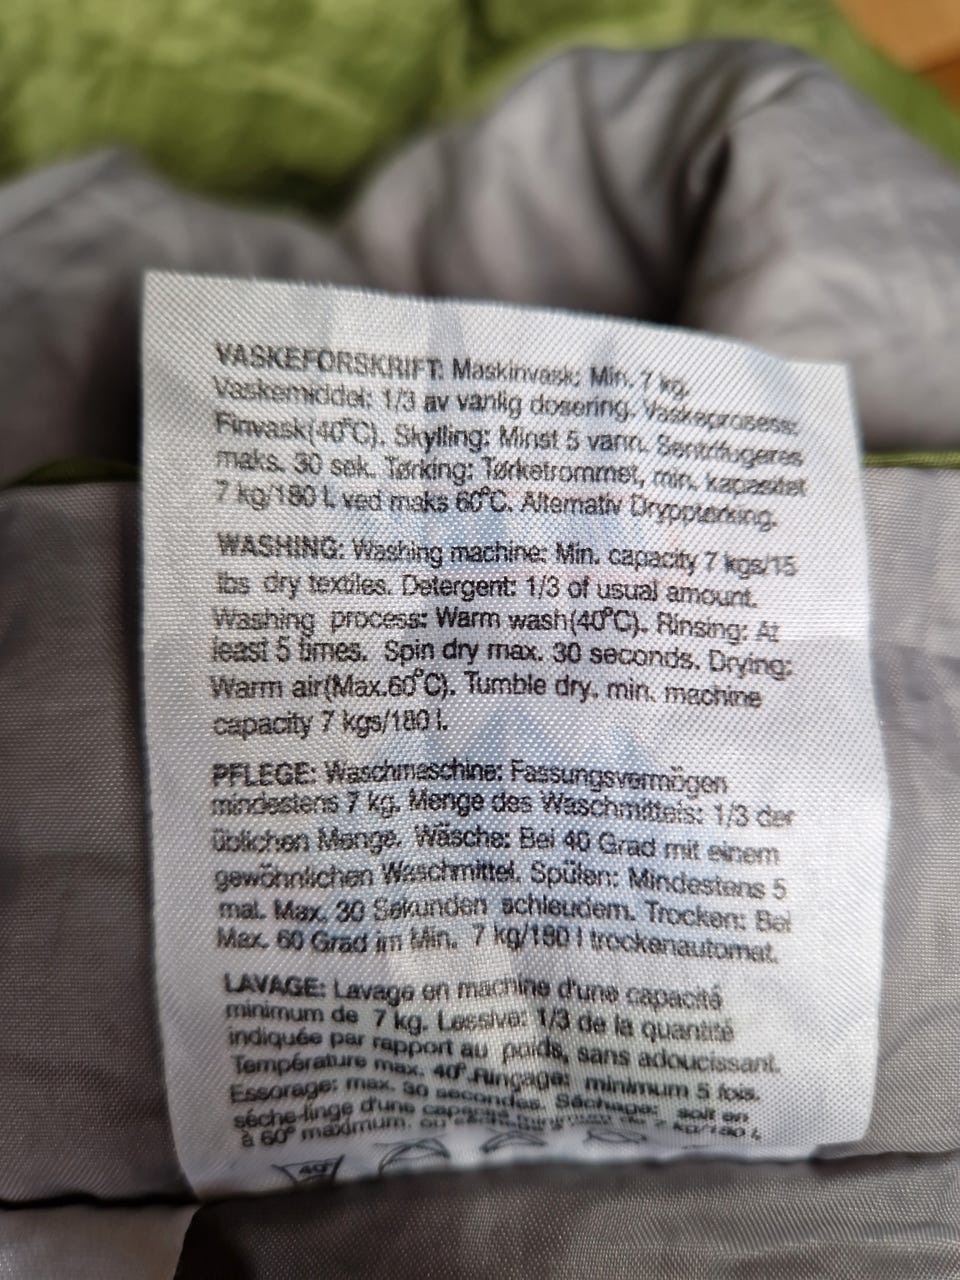 VASKEFORSKRIFT: Maskinvask: Min. 7 kg.
Vaskemiddel: 1/3 av vanlig dosering. Vaskeprosess:
Finvask(40°C). Skylling: Minst 5 vann. Sentrifugeres
maks. 30 sek. Tørking: Tørketrommel, min. kapasitet
7 kg/180 L ved maks 60°C. Alternativ Drypptørking.
WASHING: Washing machine: Min. capacity 7 kgs/15
lbs dry textiles. Detergent: 1/3 of usual amount.
Washing process: Warm wash(40°C). Rinsing: At
least 5 times. Spin dry max. 30 seconds. Drying:
Warm air(Max.60°C). Tumble dry. min. machine
capacity 7 kgs/180 l.
PFLEGE: Waschmaschine: Fassungsvermögen
mindestens 7 kg. Menge des Waschmittels: 1/3 der
üblichen Menge. Wäsche: Bei 40 Grad mit einem
gewöhnlichen Waschmittel. Spülen: Mindestens 5
mal. Max. 30 Sekunden schleudern. Trocken: Bei
Max. 60 Grad im Min. 7 kg/180 l trockenautomat.
LAVAGE: Lavage en machine d'une capacité
minimum de 7 kg. Lessive: 1/3 de la quantité
indiquée par rapport au poids, sans adoucissant.
Température max. 40°.Rinçage: minimum 5 fois.
Essorage: max. 30 secondes. Séchage: soit en
séche-linge d'une capacité minimum de 7 kg/180 l,
à 60° maximum. ou
40°